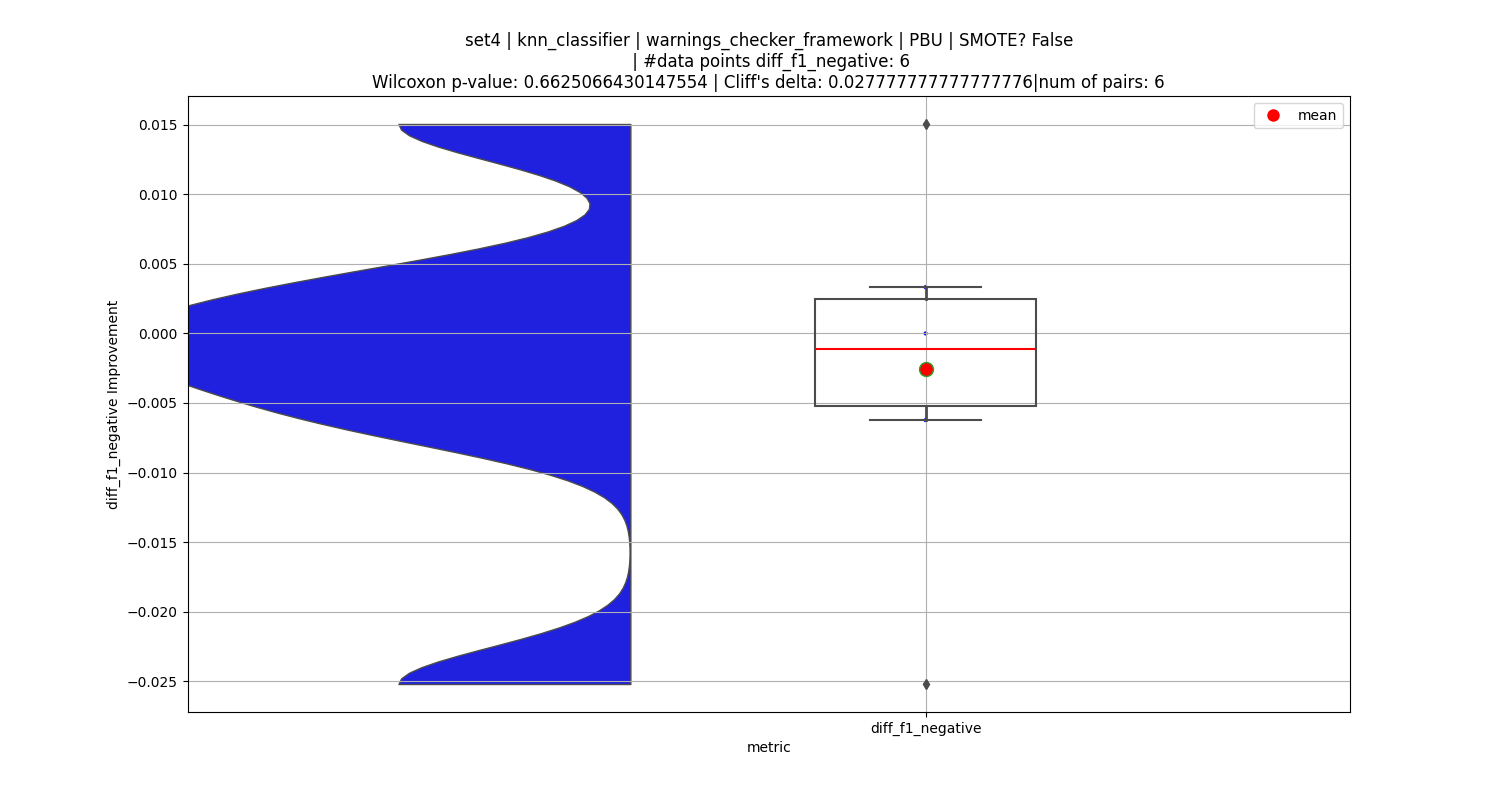 set4 | knn_classifier | warnings_checker_framework | PBU | SMOTE? False
| #data points diff_f1_negative: 6
Wilcoxon p-value: 0.6625066430147554 | Cliff's delta: 0.027777777777777776|num of pairs: 6
mean
0.015
0.010
0.005
0.000
−0.005
−0.010
−0.015
−0.020
−0.025
diff_f1_negative Improvement
diff_f1_negative
metric